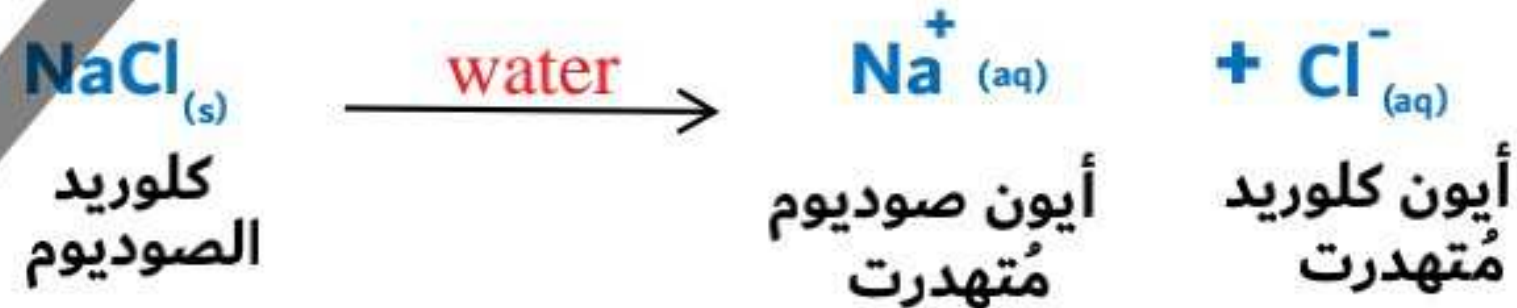 NaCl(s) water Na+ (aq) + Cl-(aq)
كلوريد أيون صوديوم أيون كلوريد
الصوديوم مُتهدرت مُتهدرت